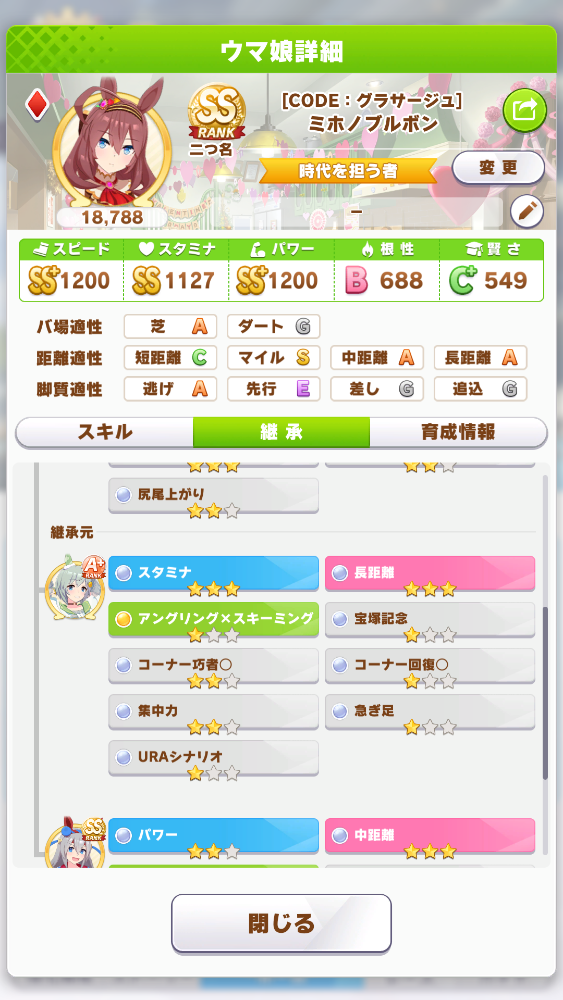 ウマ娘詳細
SS
RANK
二つ名
[CODE：グラサージュ]
ミホノブルボン
時代を担う者
変更
18,788
–
スピード スタミナ パワー 根性 賢さ
SS+ 1200 SS 1127 SS+ 1200 B 688 C+ 549
バ場適性 芝 A ダート G
距離適性 短距離 C マイル S 中距離 A 長距離 A
脚質適性 逃げ A 先行 E 差し G 追込 G
スキル 継承 育成情報
尻尾上がり
継承元
A+
RANK
スタミナ 長距離
アングリング×スキーミング 宝塚記念
コーナー巧者○ コーナー回復○
集中力 急ぎ足
URAシナリオ
SS
RANK
パワー 中距離
閉じる